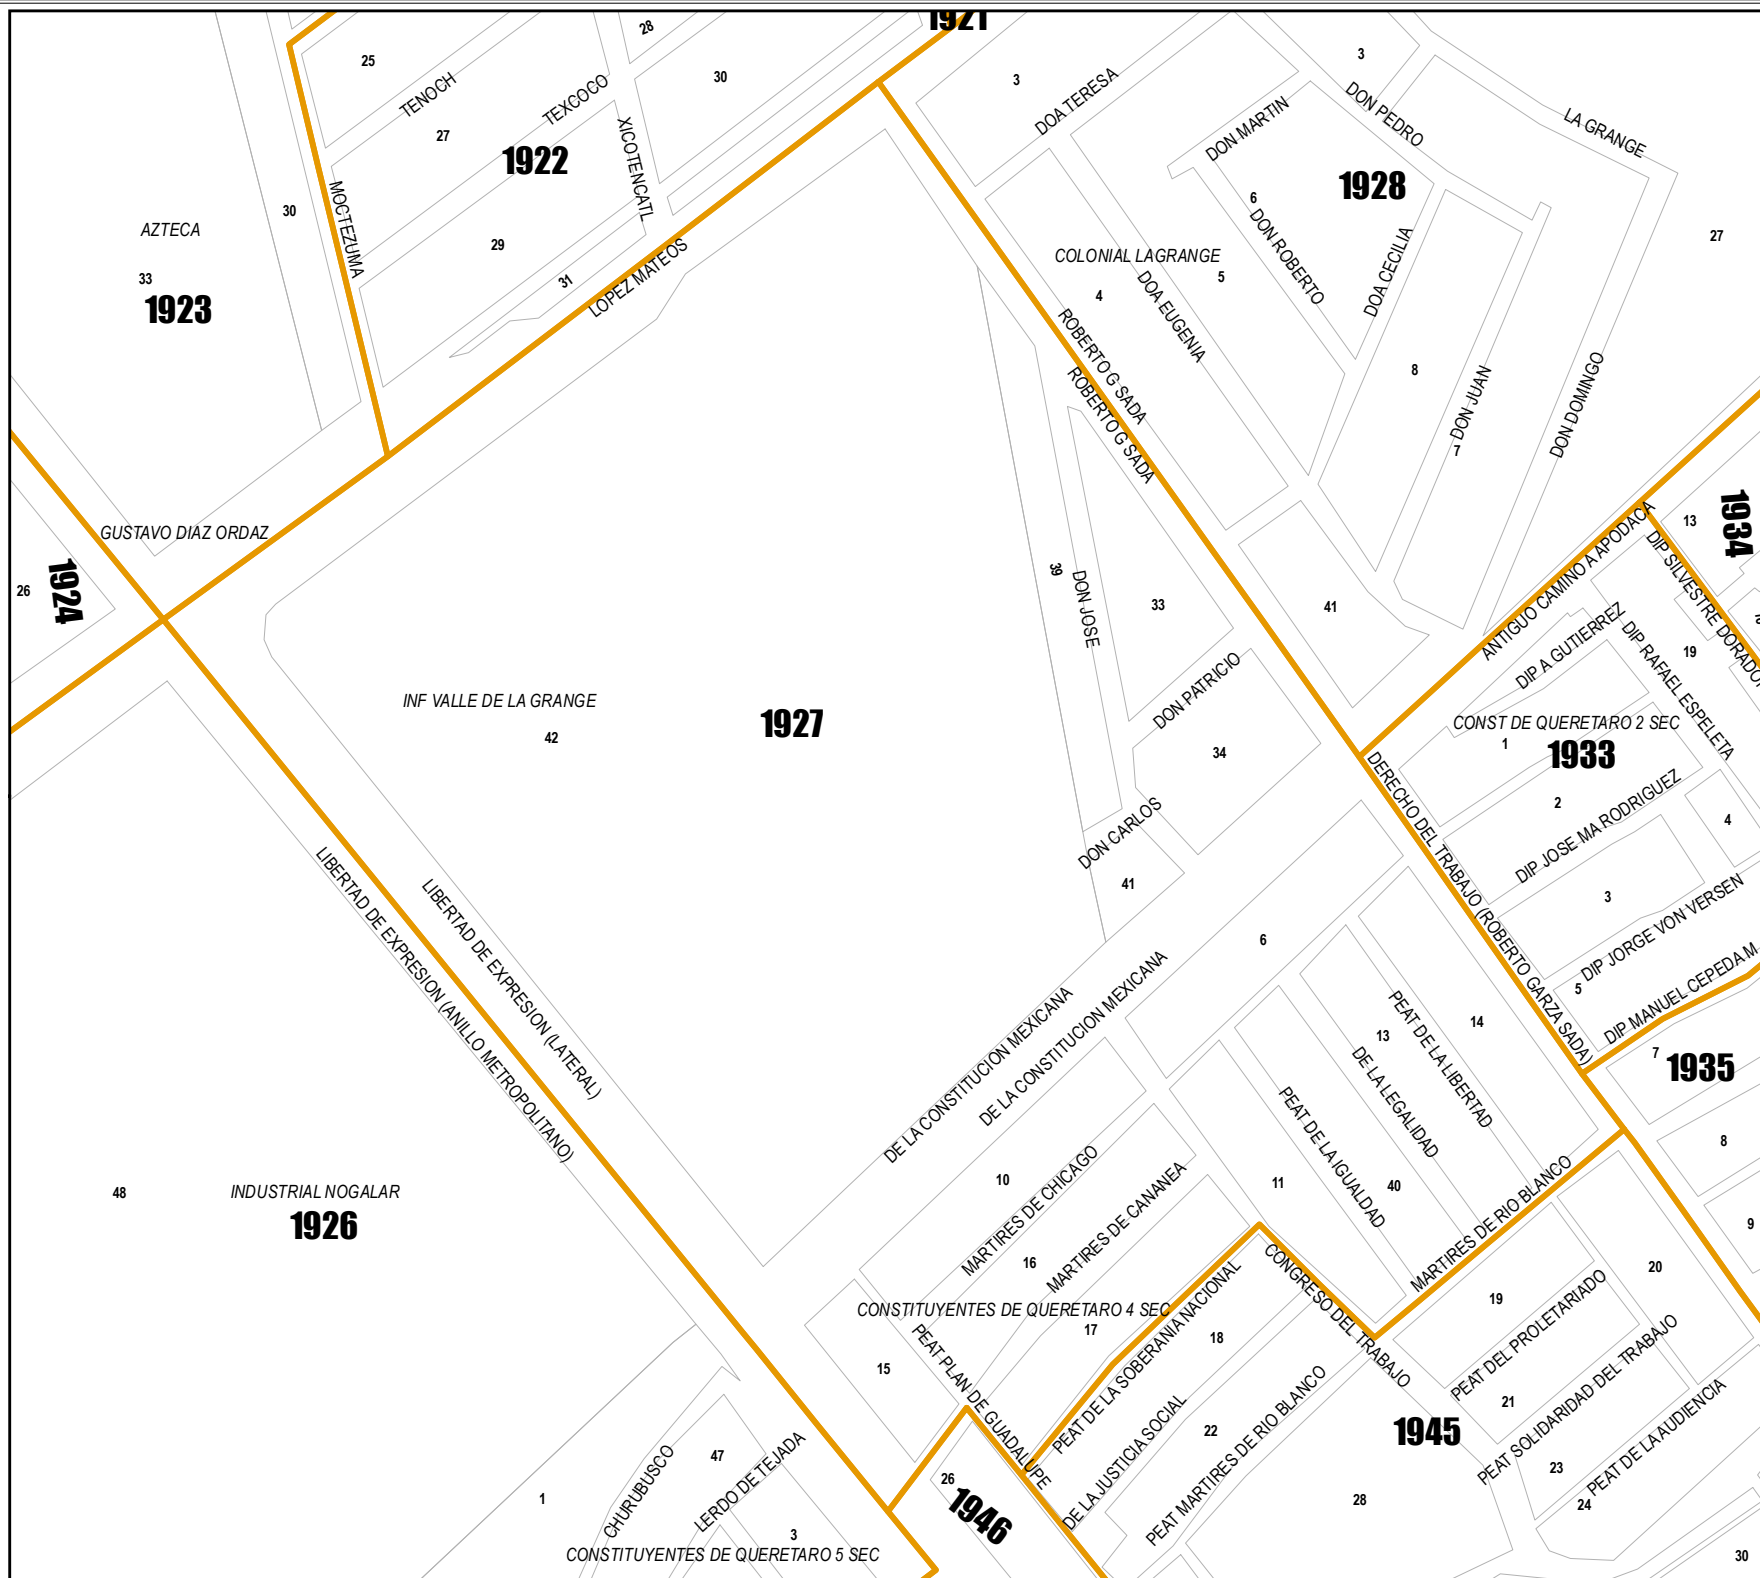 1921
28
25
3
3
30
TENOCH
DOA TERESA
TEXCOCO
DON PEDRO
LA GRANGE
DON MARTIN
27
1922
XICOTENCATL
1928
30
MOCTEZUMA
6
AZTECA
29
DON ROBERTO
27
COLONIAL LAGRANGE
DOA CECILIA
33
31
LOPEZ MATEOS
4
5
DOA EUGENIA
1923
ROBERTO G SADA
ROBERTO G SADA
8
DON JUAN
DON DOMINGO
7
GUSTAVO DIAZ ORDAZ
13
1934
ANTIGUO CAMINO A APODACA
DIP SILVESTRE DORADOR
26
1924
39
DON JOSE
33
41
DIP A GUTIERREZ
DIP RAFAEL ESPELETA
19
DON PATRICIO
INF VALLE DE LA GRANGE
42
1927
CONST DE QUERETARO 2 SEC
1
1933
34
DERECHO DEL TRABAJO (ROBERTO GARZA SADA)
2
DIP JOSE MA RODRIGUEZ
4
DON CARLOS
41
3
LIBERTAD DE EXPRESION (ANILLO METROPOLITANO)
LIBERTAD DE EXPRESION (LATERAL)
DIP JORGE VON VERSEN
6
5
DIP MANUEL CEPEDA M.
DE LA CONSTITUCION MEXICANA
DE LA CONSTITUCION MEXICANA
PEAT DE LA LIBERTAD
14
13
DE LA LEGALIDAD
7
1935
PEAT DE LA IGUALDAD
8
48
INDUSTRIAL NOGALAR
1926
10
MARTIRES DE CHICAGO
MARTIRES DE CANANEA
11
40
MARTIRES DE RIO BLANCO
9
16
CONGRESO DEL TRABAJO
20
CONSTITUYENTES DE QUERETARO 4 SEC
17
PEAT DE LA SOBERANIA NACIONAL
18
19
PEAT DEL PROLETARIADO
15
PEAT PLAN DE GUADALUPE
PEAT SOLIDARIDAD DEL TRABAJO
21
22
1945
PEAT DE LA AUDIENCIA
DE LA JUSTICIA SOCIAL
PEAT MARTIRES DE RIO BLANCO
47
CHURUBUSCO
LERDO DE TEJADA
23
26
1946
1
28
24
3
CONSTITUYENTES DE QUERETARO 5 SEC
30